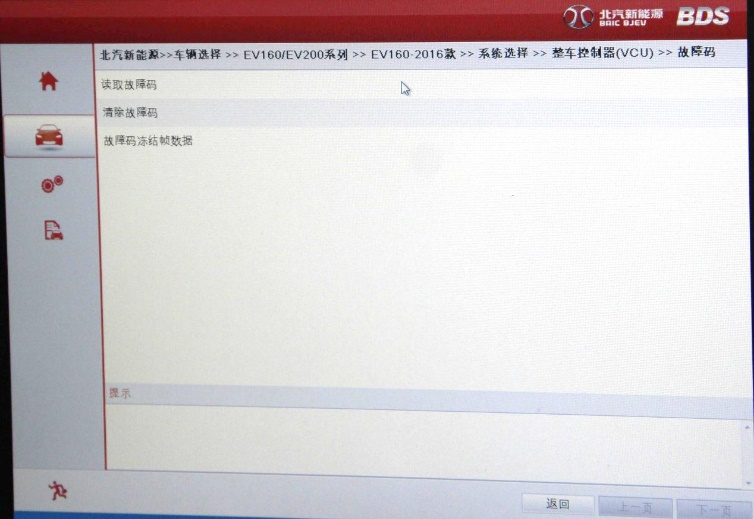 北汽新能源
BAIC BJEV
BDS
北汽新能源>>车辆选择 >> EV160/EV200系列 >> EV160-2016款 >> 系统选择 >> 整车控制器(VCU) >> 故障码
读取故障码
清除故障码
故障码冻结帧数据
提示
返回
上一页
下一页